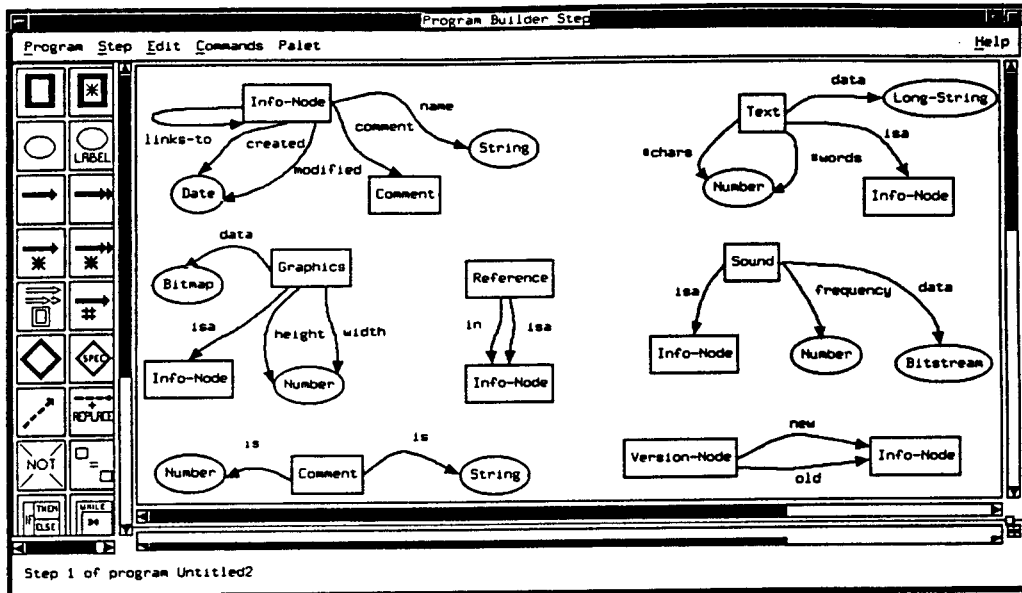 Program Builder Step
Program Step Edit Commands Palet Help
LABEL
REPLACE
SPEC
NOT
IF THEN ELSE
WHILE
Info-Node
links-to
created
modified
comment
name
Date
Comment
String
Text
data
Long-String
isa
#chars
#words
Number
Info-Node
data
Bitmap
Graphics
isa
height
width
Info-Node
Number
Reference
in
isa
Info-Node
Sound
isa
frequency
data
Info-Node
Number
Bitstream
is
is
Number
Comment
String
Version-Node
new
old
Info-Node
Step 1 of program Untitled2